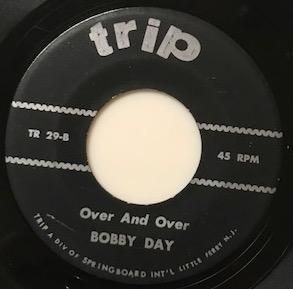 trip
TR 29-B
45 RPM
Over And Over
BOBBY DAY
TRIP A DIV OF SPRINGBOARD INT'L LITTLE FERRY N.J.